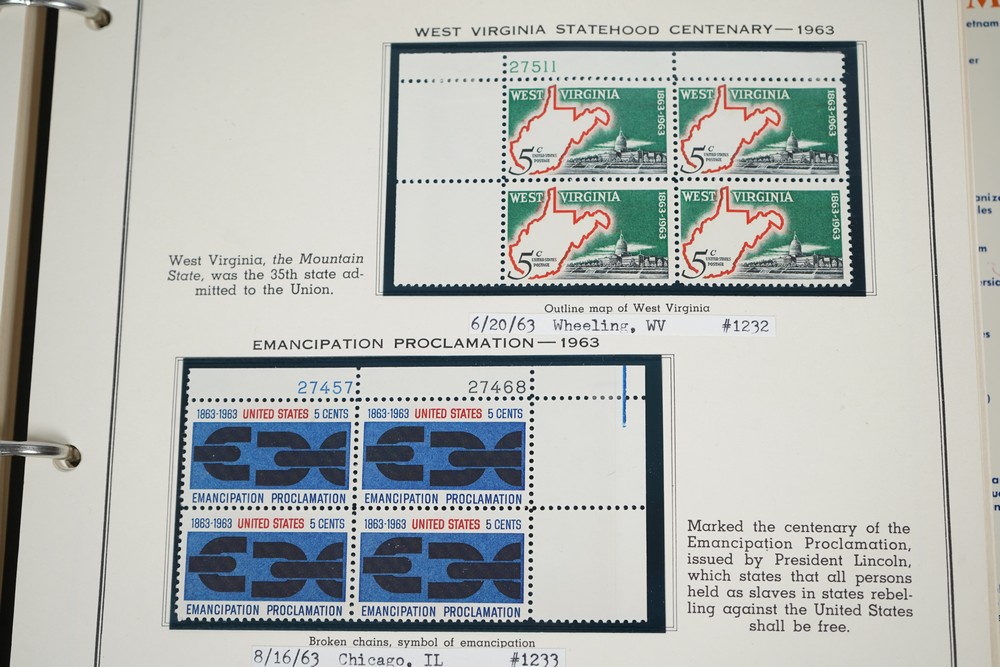 WEST VIRGINIA STATEHOOD CENTENARY—1963
27511
WEST VIRGINIA 1863-1963
5c
UNITED STATES
POSTAGE
WEST VIRGINIA 1863-1963
5c
UNITED STATES
POSTAGE
WEST VIRGINIA 1863-1963
5c
UNITED STATES
POSTAGE
WEST VIRGINIA 1863-1963
5c
UNITED STATES
POSTAGE
West Virginia, the Mountain
State, was the 35th state ad-
mitted to the Union.
Outline map of West Virginia
6/20/63 Wheeling, WV #1232
EMANCIPATION PROCLAMATION—1963
27457 27468
1863-1963 UNITED STATES 5 CENTS
EMANCIPATION PROCLAMATION
1863-1963 UNITED STATES 5 CENTS
EMANCIPATION PROCLAMATION
1863-1963 UNITED STATES 5 CENTS
EMANCIPATION PROCLAMATION
1863-1963 UNITED STATES 5 CENTS
EMANCIPATION PROCLAMATION
Marked the centenary of the
Emancipation Proclamation,
issued by President Lincoln,
which states that all persons
held as slaves in states rebel-
ling against the United States
shall be free.
Broken chains, symbol of emancipation
8/16/63 Chicago, IL #1233